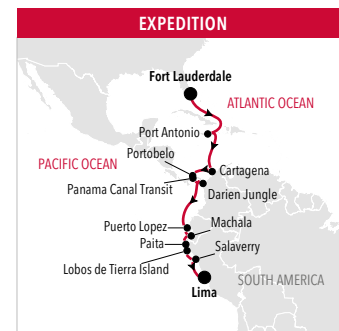 EXPEDITION
Fort Lauderdale
ATLANTIC OCEAN
Port Antonio
Portobelo
PACIFIC OCEAN
Cartagena
Panama Canal Transit
Darien Jungle
Puerto Lopez
Machala
Paita
Salaverry
Lobos de Tierra Island
SOUTH AMERICA
Lima